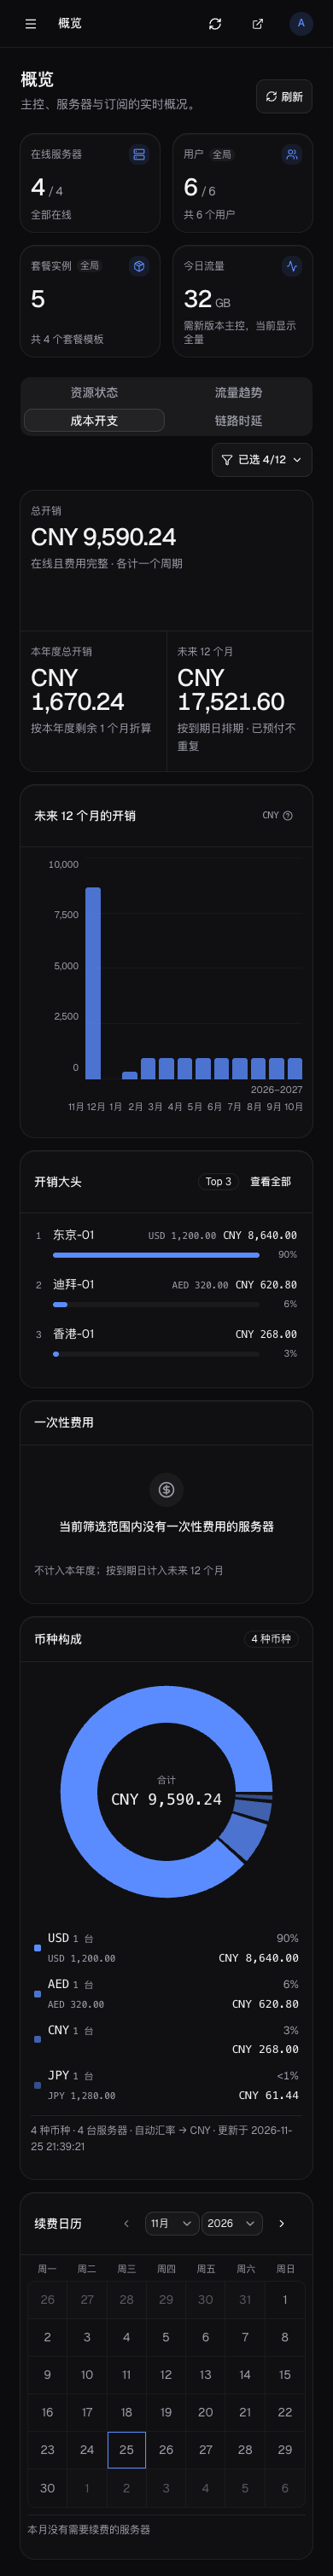 概览
A
概览
主控、服务器与订阅的实时概况。
刷新
在线服务器
4 / 4
全部在线
用户 全局
6 / 6
共 6 个用户
套餐实例 全局
5
共 4 个套餐模板
今日流量
32 GB
需新版本主控，当前显示
全量
资源状态
流量趋势
成本开支
链路时延
已选 4/12
总开销
CNY 9,590.24
在线且费用完整 · 各计一个周期
本年度总开销
CNY
1,670.24
按本年度剩余 1 个月折算
未来 12 个月
CNY
17,521.60
按到期日排期 · 已预付不
重复
未来 12 个月的开销
CNY
10,000
7,500
5,000
2,500
0
2026~2027
11月 12月 1月 2月 3月 4月 5月 6月 7月 8月 9月 10月
开销大头
Top 3
查看全部
1 东京-01 USD 1,200.00 CNY 8,640.00
90%
2 迪拜-01 AED 320.00 CNY 620.80
6%
3 香港-01 CNY 268.00
3%
一次性费用
当前筛选范围内没有一次性费用的服务器
不计入本年度；按到期日计入未来 12 个月
币种构成
4 种币种
合计
CNY 9,590.24
USD 1 台 90%
USD 1,200.00 CNY 8,640.00
AED 1 台 6%
AED 320.00 CNY 620.80
CNY 1 台 3%
CNY 268.00
JPY 1 台 <1%
JPY 1,280.00 CNY 61.44
4 种币种 · 4 台服务器 · 自动汇率 → CNY · 更新于 2026-11-
25 21:39:21
续费日历
11月
2026
周一 周二 周三 周四 周五 周六 周日
26 27 28 29 30 31 1
2 3 4 5 6 7 8
9 10 11 12 13 14 15
16 17 18 19 20 21 22
23 24 25 26 27 28 29
30 1 2 3 4 5 6
本月没有需要续费的服务器